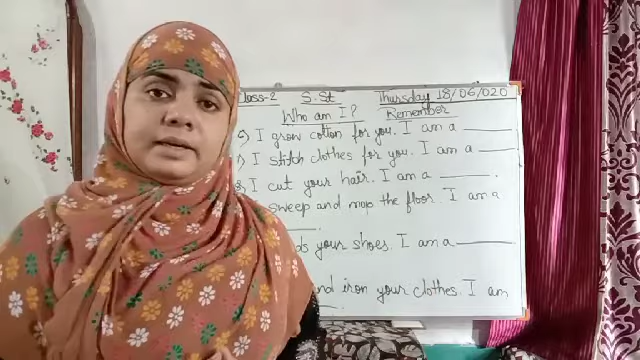 Class-2 S.St Thursday 18/06/020
Who am I? Remember
I grow cotton for you. I am a ______
I stitch clothes for you. I am a ______
I cut your hair. I am a ______.
sweep and mop the floor. I am a
______
your shoes. I am a ______
and iron your clothes. I am
______.